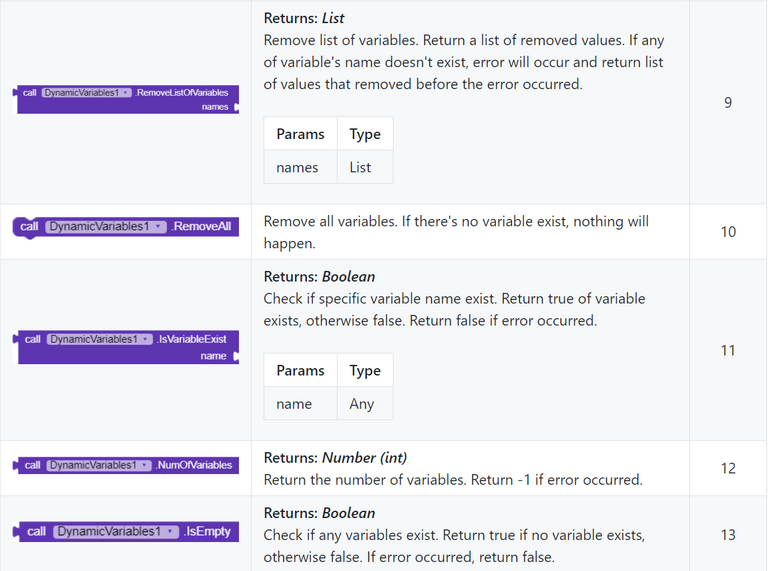 Returns: List
Remove list of variables. Return a list of removed values. If any
of variable's name doesn't exist, error will occur and return list
of values that removed before the error occurred.
call DynamicVariables1 .RemoveListOfVariables
names
9
Params Type
names List
call DynamicVariables1 .RemoveAll
Remove all variables. If there's no variable exist, nothing will
happen.
10
Returns: Boolean
Check if specific variable name exist. Return true of variable
exists, otherwise false. Return false if error occurred.
call DynamicVariables1 .IsVariableExist
name
11
Params Type
name Any
call DynamicVariables1 .NumOfVariables
Returns: Number (int)
Return the number of variables. Return -1 if error occurred.
12
Returns: Boolean
call DynamicVariables1 .IsEmpty
Check if any variables exist. Return true if no variable exists,
otherwise false. If error occurred, return false.
13